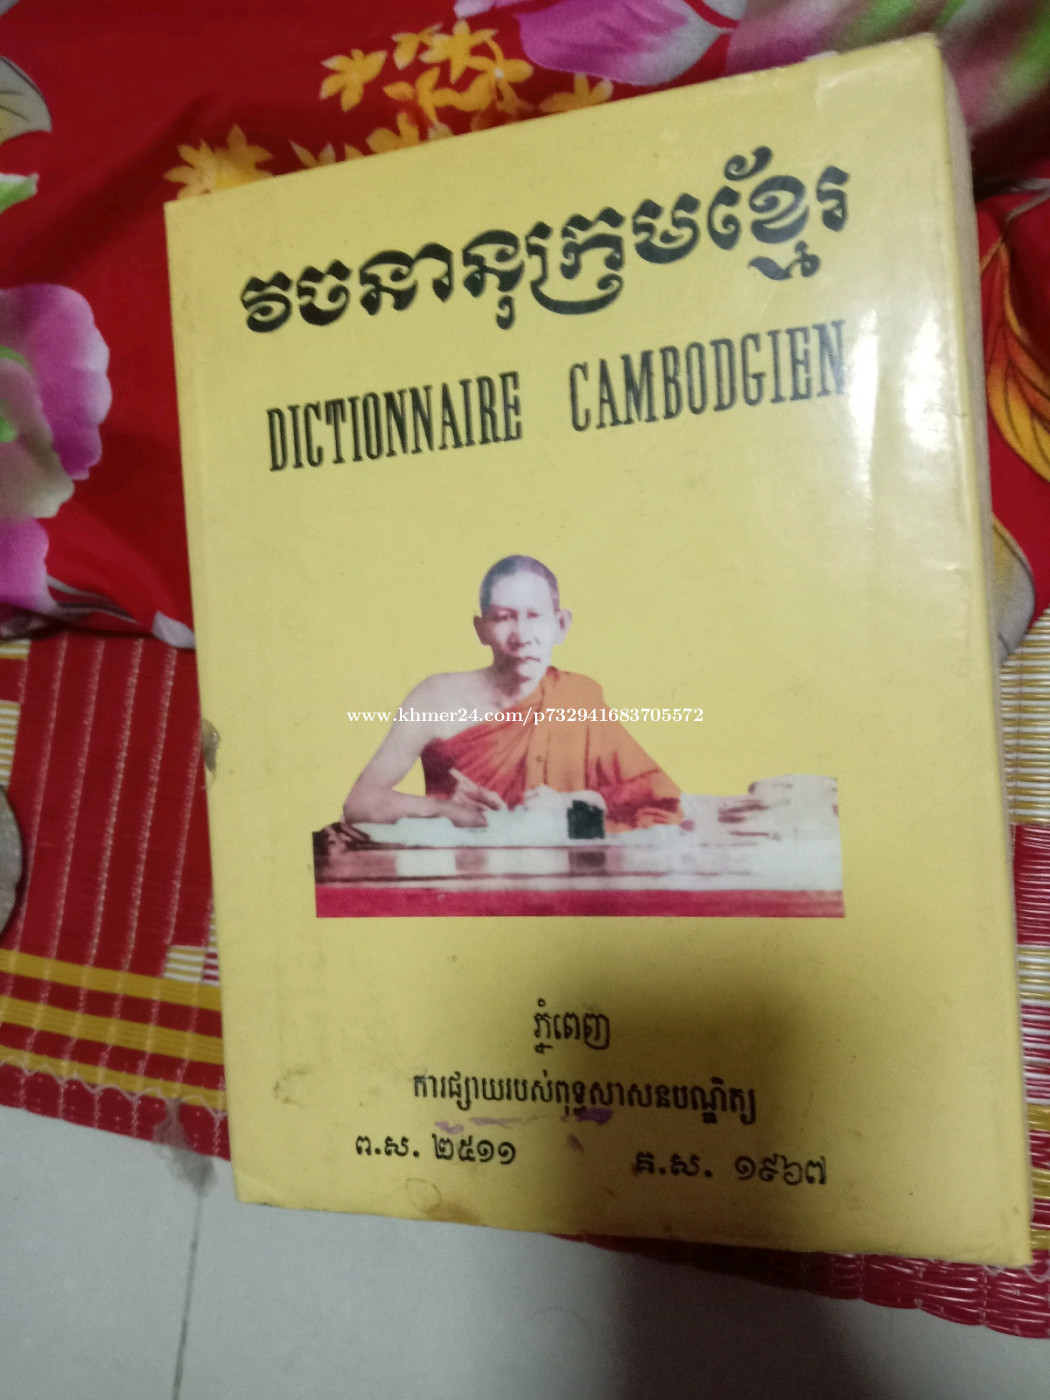 វចនានុក្រមខ្មែរ
DICTIONNAIRE CAMBODGIEN
www.khmer24.com/p732941683705572
ភ្នំពេញ
ការផ្សាយរបស់ពុទ្ធសាសនបណ្ឌិត្យ
ព.ស. ២៥១១ គ.ស. ១៩៦៧